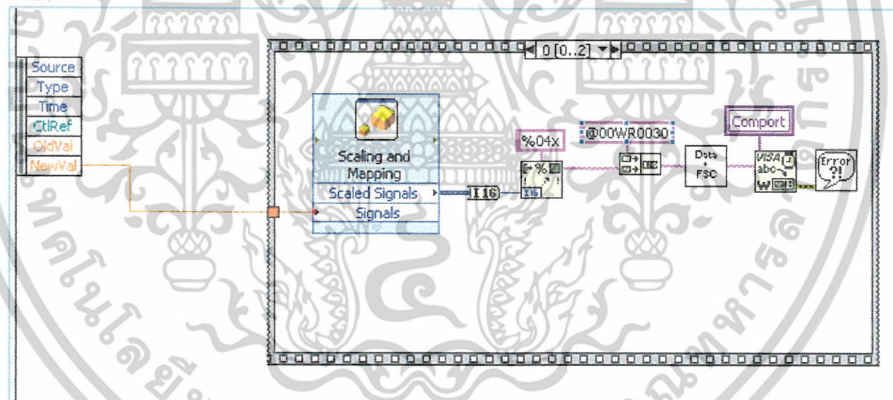 0 [0..2]
Source
Type
Time
CtlRef
OldVal
NewVal
Scaling and
Mapping
Scaled Signals
Signals
I16
%04x
@00WR0030
Data
+
FSC
Comport
VISA
abc
W
Error
?!